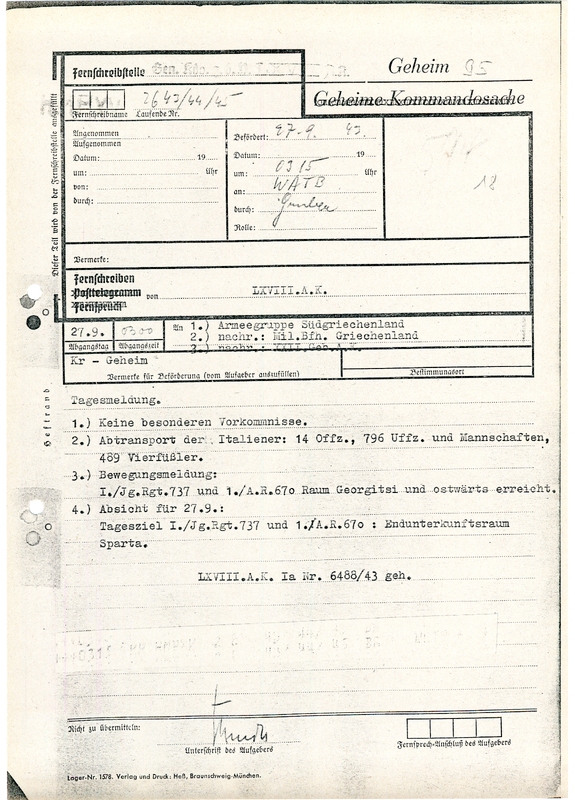 Geheim 95
Fernschreibstelle Gen. Kdo.
Geheime Kommandosache
2643/44/45
Fernschreibname Laufende Nr.
Angenommen
Aufgenommen
Datum: 19
um: Uhr
von:
durch:
Befördert: 27.9. 43.
Datum: 19
um: 0315 Uhr
an: WATB
durch:
Rolle:
18
Dieser Teil wird von der Fernschreibstelle ausgefüllt
Vermerke:
Fernschreiben
Posttelegramm von LXVIII.A.K.
Fernspruch
27.9. 0300
Abgangstag Abgangszeit
An 1.) Armeegruppe Südgriechenland
2.) nachr.: Mil.Bfh. Griechenland
3.) nachr.:
Kr - Geheim
Vermerke für Beförderung (vom Aufgeber auszufüllen) Bestimmungsort
Heftrand
Tagesmeldung.
1.) Keine besonderen Vorkommnisse.
2.) Abtransport der Italiener: 14 Offz., 796 Uffz. und Mannschaften,
489 Vierfüßler.
3.) Bewegungsmeldung:
I./Jg.Rgt.737 und 1./A.R.67o Raum Georgitsi und ostwärts erreicht.
4.) Absicht für 27.9.:
Tagesziel I./Jg.Rgt.737 und 1./A.R.67o : Endunterkunftsraum
Sparta.
LXVIII.A.K. Ia Nr. 6488/43 geh.
Nicht zu übermitteln:
Unterschrift des Aufgebers
Fernsprech-Anschluß des Aufgebers
Lager-Nr. 1578. Verlag und Druck: Heß, Braunschweig-München.